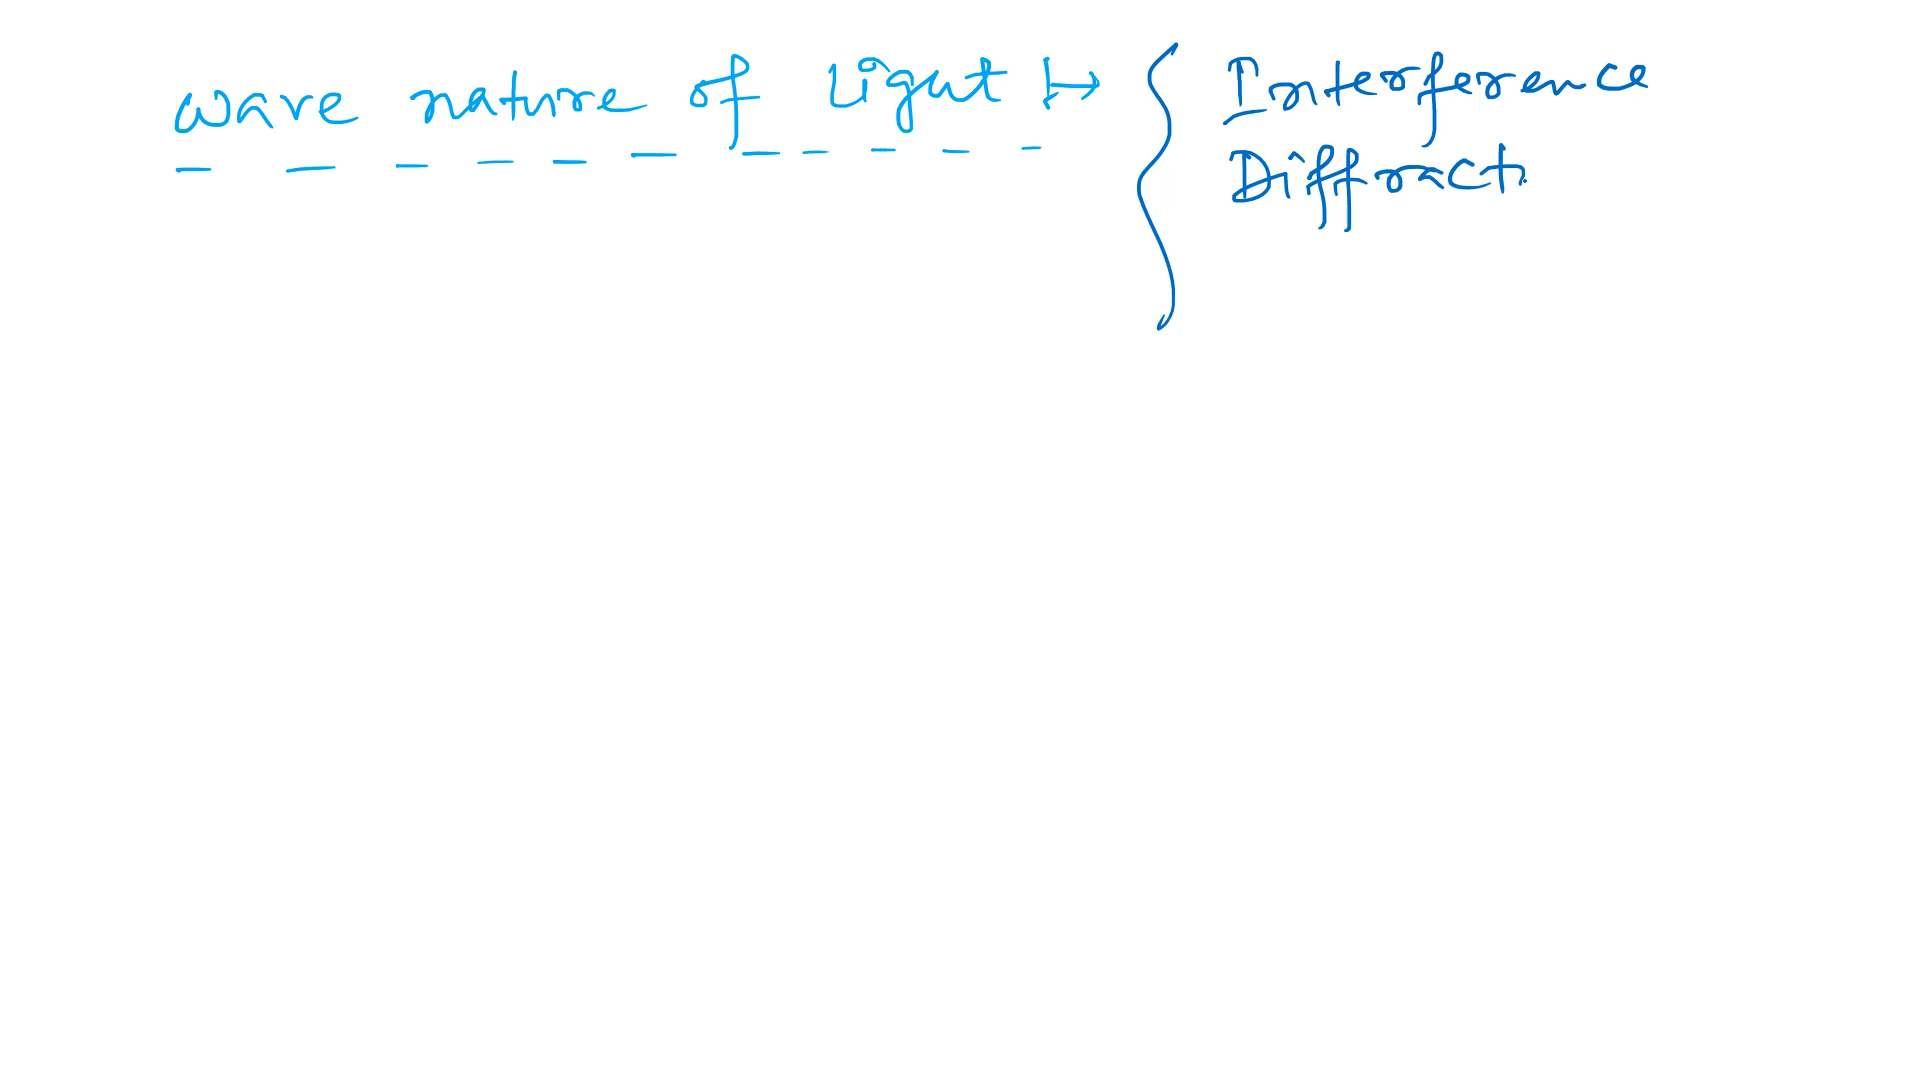 wave nature of Light ↦ { Interference
Diffracti